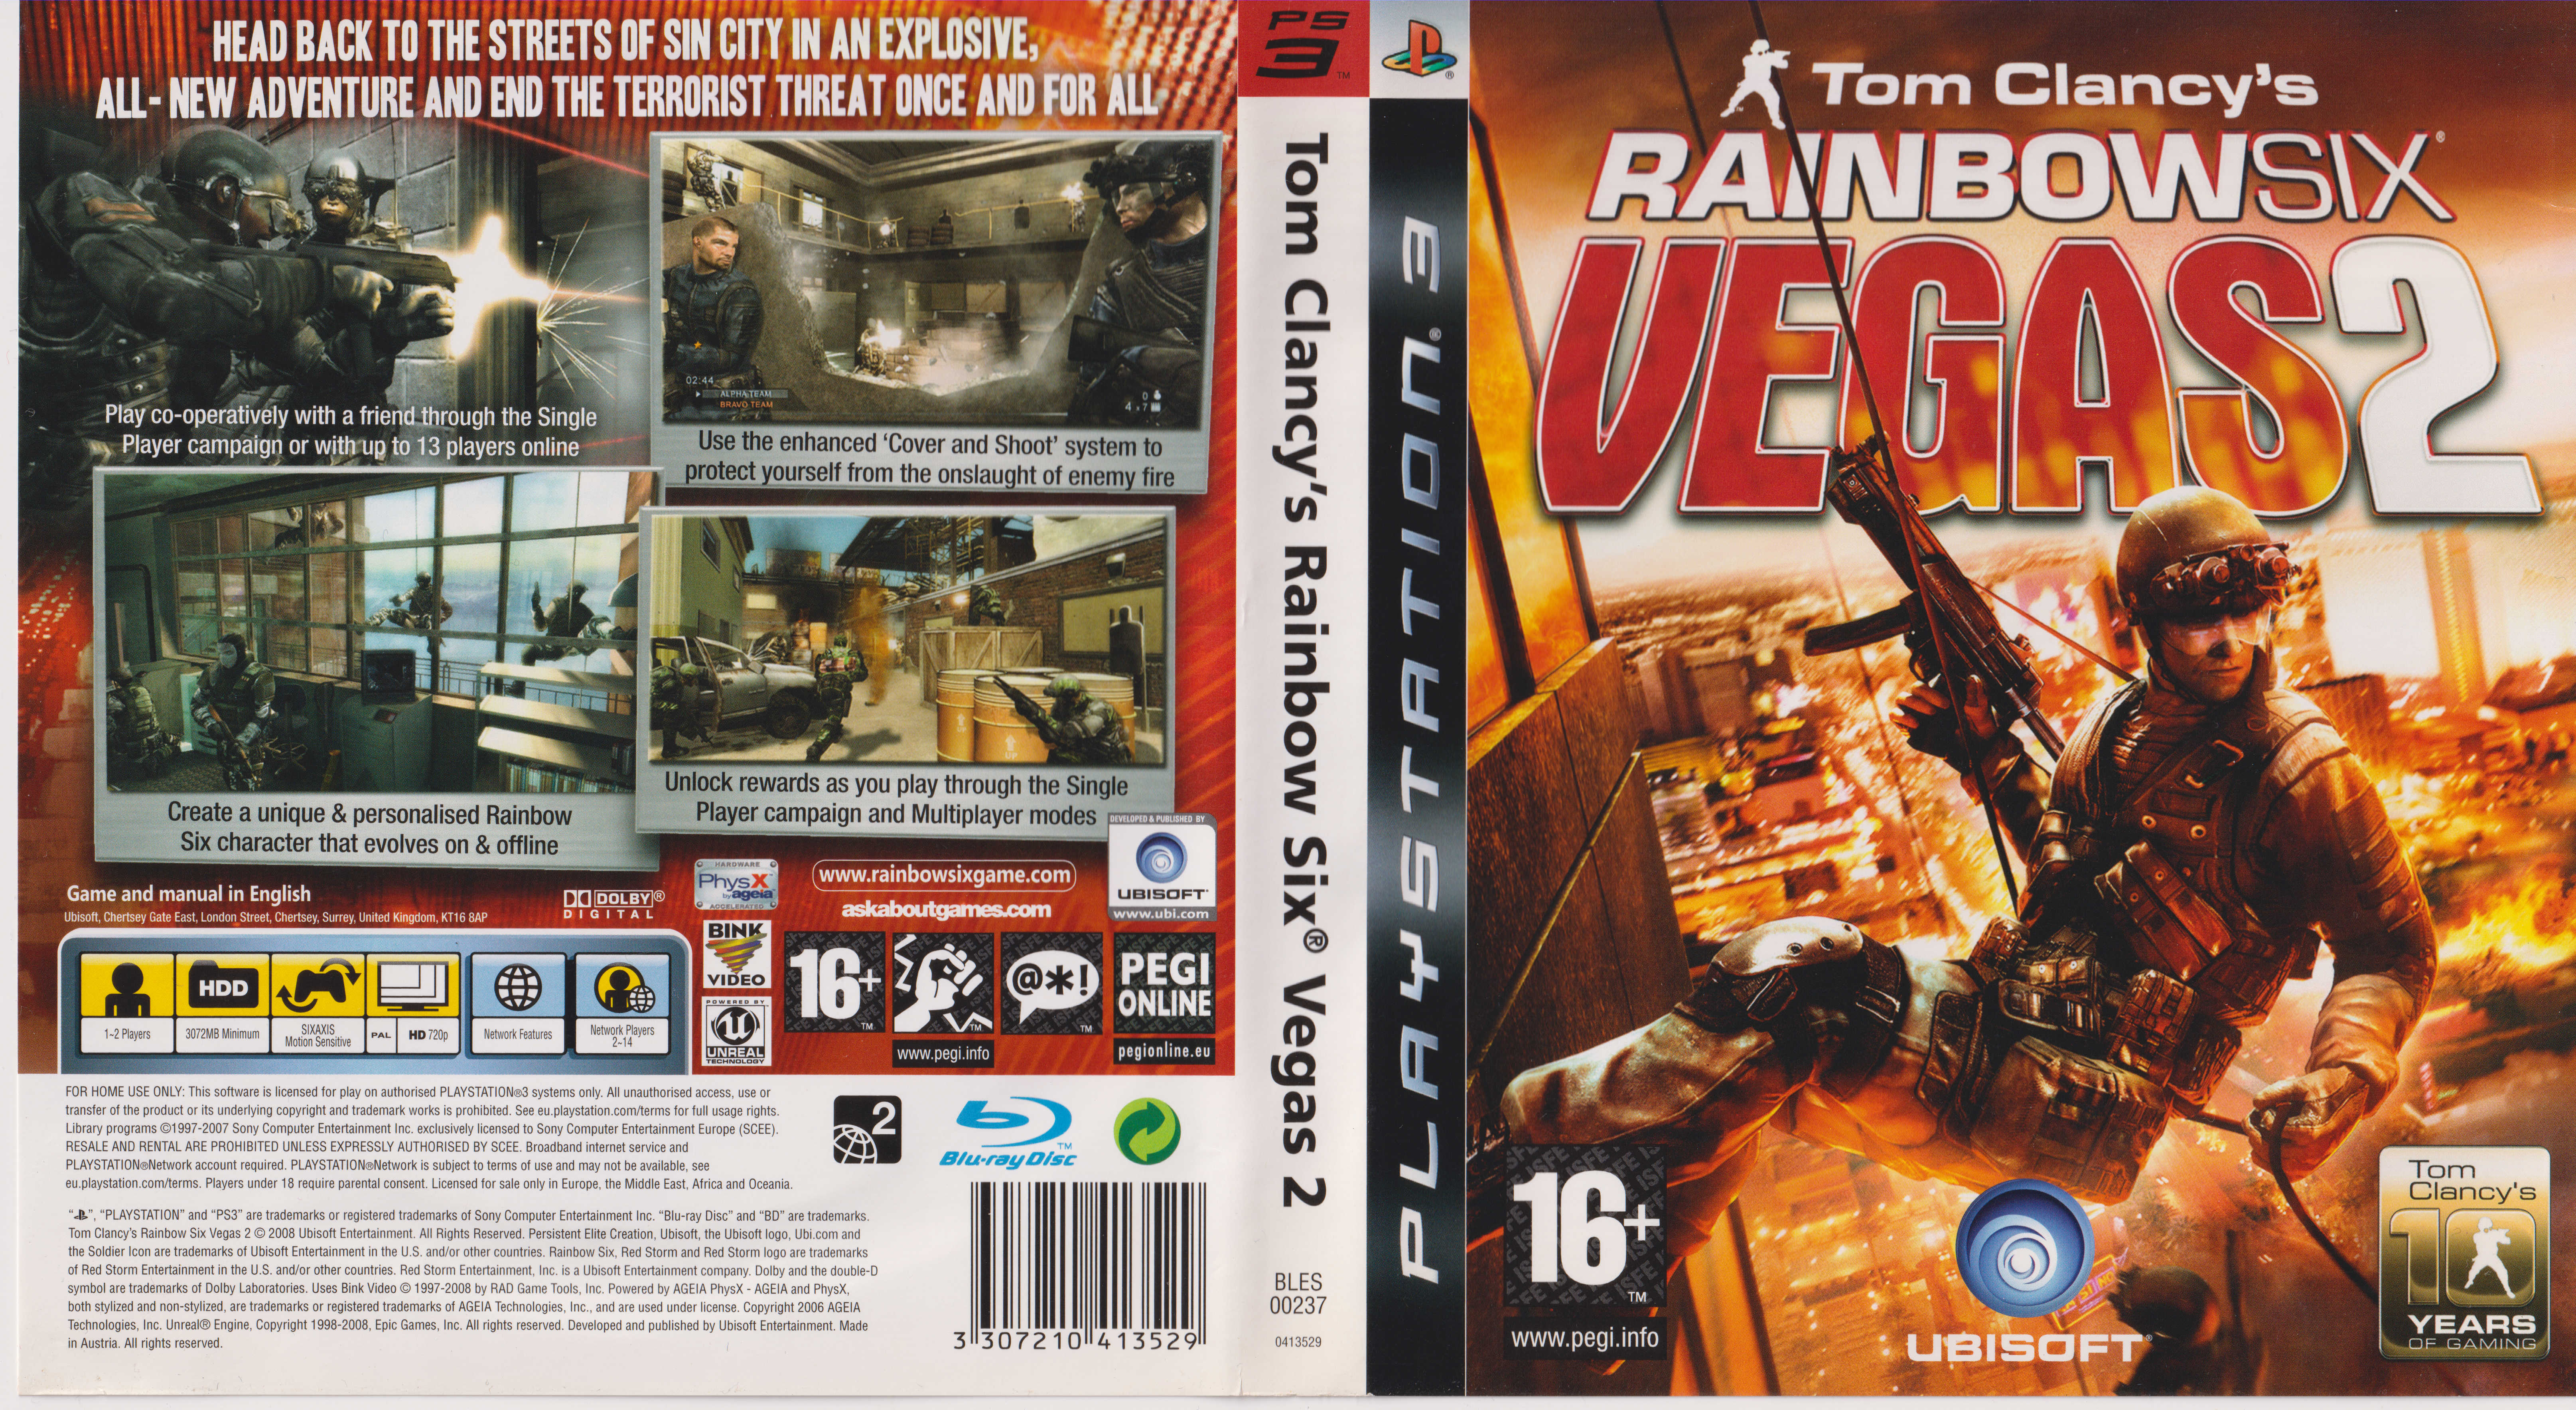 HEAD BACK TO THE STREETS OF SIN CITY IN AN EXPLOSIVE,
ALL- NEW ADVENTURE AND END THE TERRORIST THREAT ONCE AND FOR ALL
Play co-operatively with a friend through the Single
Player campaign or with up to 13 players online
02:44
ALPHA TEAM
BRAVO TEAM
0
4 x 7
Use the enhanced ‘Cover and Shoot’ system to
protect yourself from the onslaught of enemy fire
Create a unique & personalised Rainbow
Six character that evolves on & offline
UP
UP
Unlock rewards as you play through the Single
Player campaign and Multiplayer modes
DEVELOPED & PUBLISHED BY
UBISOFT
www.ubi.com
Game and manual in English
Ubisoft, Chertsey Gate East, London Street, Chertsey, Surrey, United Kingdom, KT16 8AP
DOLBY®
DIGITAL
HARDWARE
PhysX™
by ageia
ACCELERATED
www.rainbowsixgame.com
askaboutgames.com
1-2 Players
HDD
3072MB Minimum
SIXAXIS
Motion Sensitive
PAL
HD 720p
Network Features
Network Players
2-14
BINK
VIDEO
POWERED BY
UNREAL
TECHNOLOGY
16+™
www.pegi.info
@*!
PEGI
ONLINE
pegionline.eu
FOR HOME USE ONLY: This software is licensed for play on authorised PLAYSTATION®3 systems only. All unauthorised access, use or
transfer of the product or its underlying copyright and trademark works is prohibited. See eu.playstation.com/terms for full usage rights.
Library programs ©1997-2007 Sony Computer Entertainment Inc. exclusively licensed to Sony Computer Entertainment Europe (SCEE).
RESALE AND RENTAL ARE PROHIBITED UNLESS EXPRESSLY AUTHORISED BY SCEE. Broadband internet service and
PLAYSTATION®Network account required. PLAYSTATION®Network is subject to terms of use and may not be available, see
eu.playstation.com/terms. Players under 18 require parental consent. Licensed for sale only in Europe, the Middle East, Africa and Oceania.
2
Blu-ray Disc™
“ ”, “PLAYSTATION” and “PS3” are trademarks or registered trademarks of Sony Computer Entertainment Inc. “Blu-ray Disc” and “BD” are trademarks.
Tom Clancy’s Rainbow Six Vegas 2 © 2008 Ubisoft Entertainment. All Rights Reserved. Persistent Elite Creation, Ubisoft, the Ubisoft logo, Ubi.com and
the Soldier Icon are trademarks of Ubisoft Entertainment in the U.S. and/or other countries. Rainbow Six, Red Storm and Red Storm logo are trademarks
of Red Storm Entertainment in the U.S. and/or other countries. Red Storm Entertainment, Inc. is a Ubisoft Entertainment company. Dolby and the double-D
symbol are trademarks of Dolby Laboratories. Uses Bink Video © 1997-2008 by RAD Game Tools, Inc. Powered by AGEIA PhysX - AGEIA and PhysX,
both stylized and non-stylized, are trademarks or registered trademarks of AGEIA Technologies, Inc., and are used under license. Copyright 2006 AGEIA
Technologies, Inc. Unreal® Engine, Copyright 1998-2008, Epic Games, Inc. All rights reserved. Developed and published by Ubisoft Entertainment. Made
in Austria. All rights reserved.
3 307210 413529
PS3™
Tom Clancy’s Rainbow Six® Vegas 2
BLES
00237
0413529
PLAYSTATION®3
Tom Clancy’s
RAINBOWSIX®
VEGAS2
16+™
www.pegi.info
UBISOFT®
Tom
Clancy’s
10
YEARS
OF GAMING